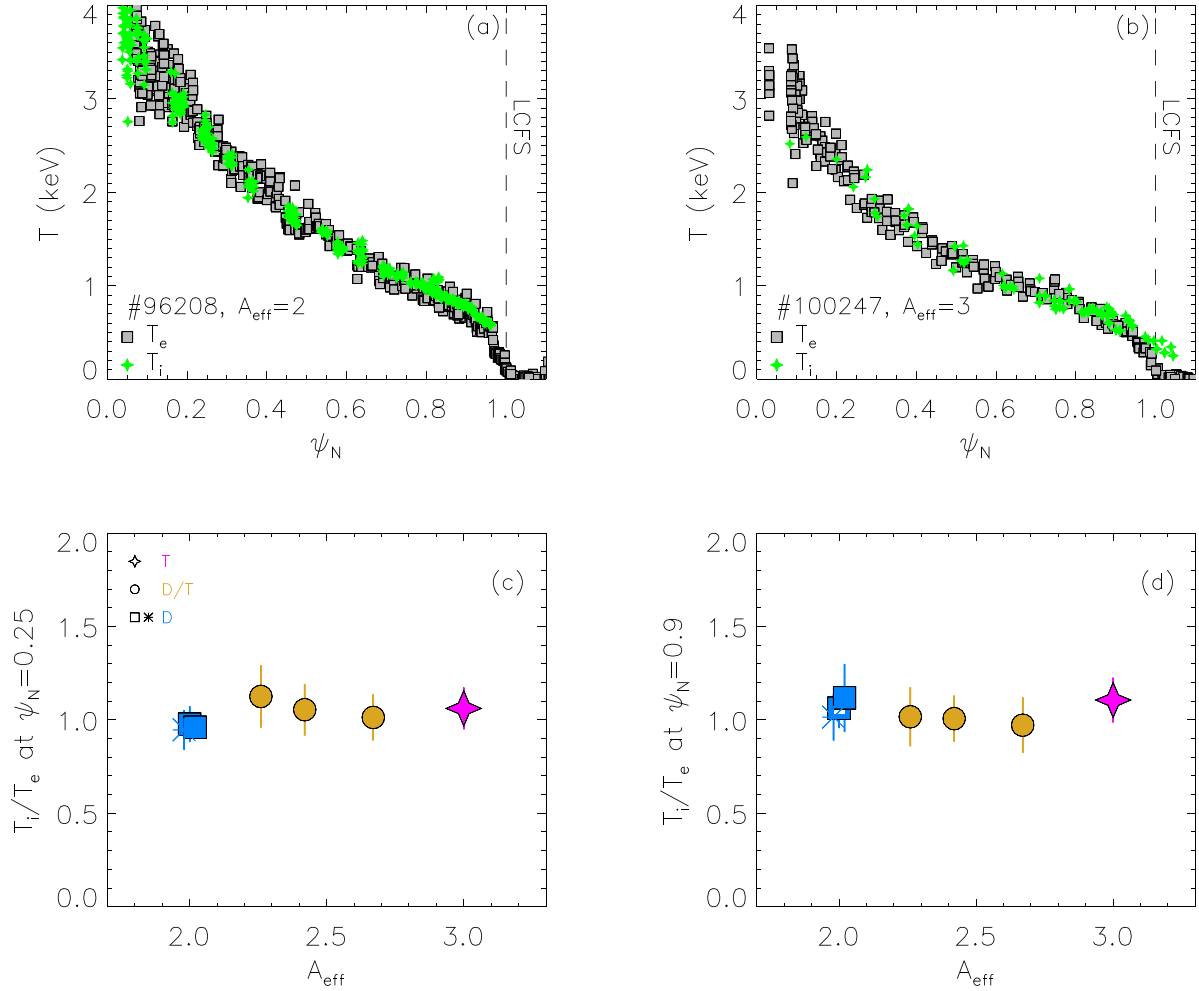 4
3
2
1
0
T (keV)
(a)
LCFS
#96208, A_eff=2
T_e
T_i
0.0 0.2 0.4 0.6 0.8 1.0
ψ_N
4
3
2
1
0
T (keV)
(b)
LCFS
#100247, A_eff=3
T_e
T_i
0.0 0.2 0.4 0.6 0.8 1.0
ψ_N
2.0
1.5
1.0
0.5
0.0
T_i/T_e at ψ_N=0.25
T
D/T
D
(c)
2.0 2.5 3.0
A_eff
2.0
1.5
1.0
0.5
0.0
T_i/T_e at ψ_N=0.9
(d)
2.0 2.5 3.0
A_eff